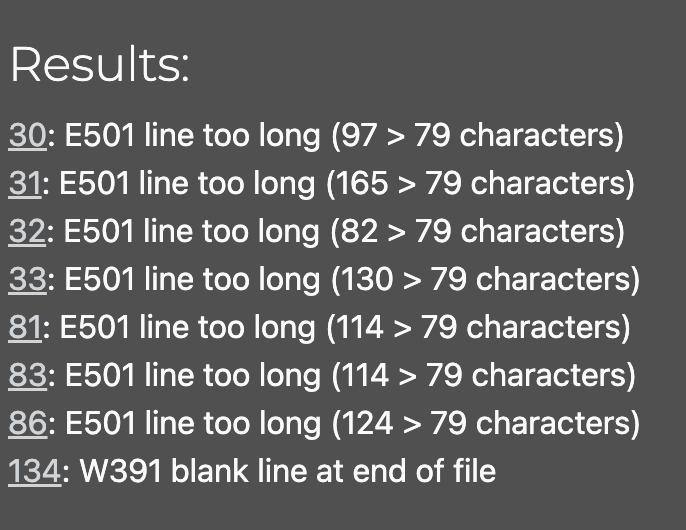 Results:
30: E501 line too long (97 > 79 characters)
31: E501 line too long (165 > 79 characters)
32: E501 line too long (82 > 79 characters)
33: E501 line too long (130 > 79 characters)
81: E501 line too long (114 > 79 characters)
83: E501 line too long (114 > 79 characters)
86: E501 line too long (124 > 79 characters)
134: W391 blank line at end of file